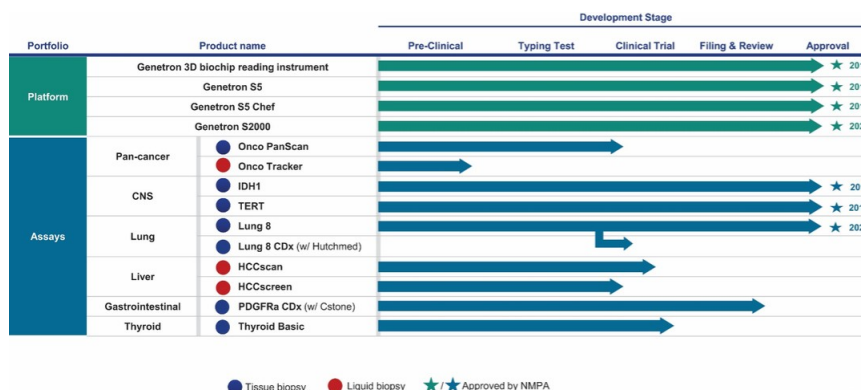 Development Stage
Portfolio Product name Pre-Clinical Typing Test Clinical Trial Filing & Review Approval
Genetron 3D biochip reading instrument
Platform
Genetron S5
Genetron S5 Chef
Genetron S2000
Assays
Pan-cancer
Onco PanScan
Onco Tracker
CNS
IDH1
TERT
Lung
Lung 8
Lung 8 CDx (w/ Hutchmed)
Liver
HCCscan
HCCscreen
Gastrointestinal PDGFRa CDx (w/ Cstone)
Thyroid Thyroid Basic
Tissue biopsy Liquid biopsy / Approved by NMPA